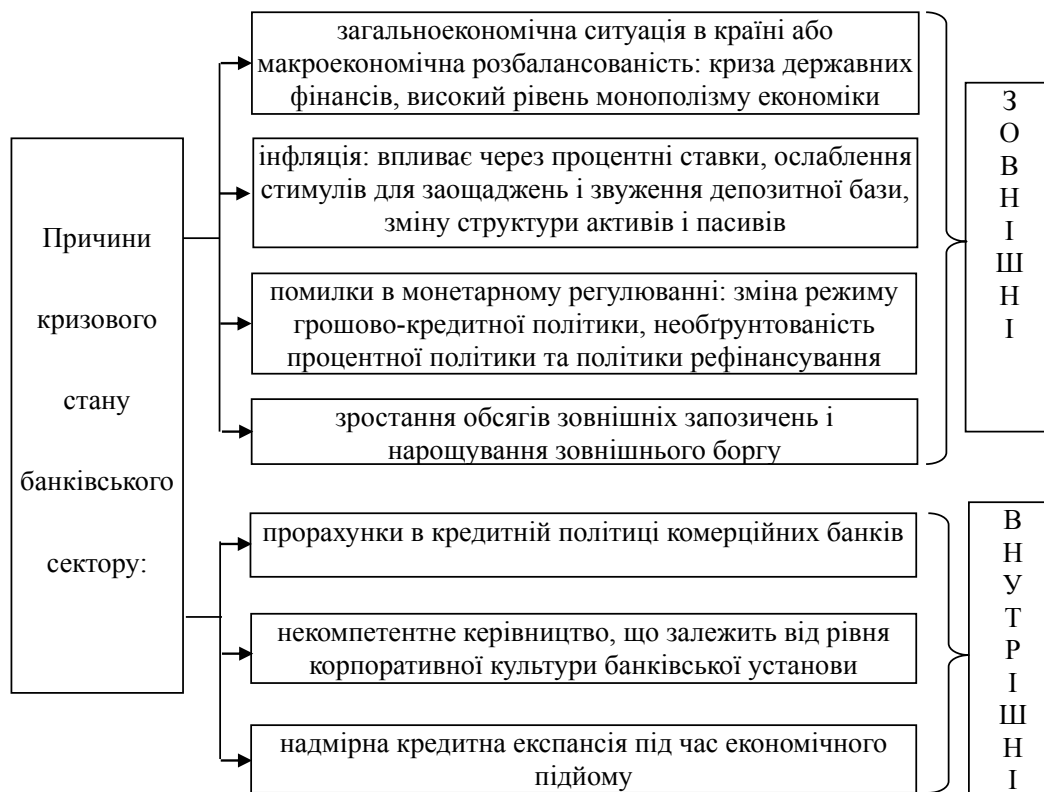 Причини
кризового
стану
банківського
сектору:
загальноекономічна ситуація в країні або
макроекономічна розбалансованість: криза державних
фінансів, високий рівень монополізму економіки
інфляція: впливає через процентні ставки, ослаблення
стимулів для заощаджень і звуження депозитної бази,
зміну структури активів і пасивів
помилки в монетарному регулюванні: зміна режиму
грошово-кредитної політики, необґрунтованість
процентної політики та політики рефінансування
зростання обсягів зовнішніх запозичень і
нарощування зовнішнього боргу
З
О
В
Н
І
Ш
Н
І
прорахунки в кредитній політиці комерційних банків
некомпетентне керівництво, що залежить від рівня
корпоративної культури банківської установи
надмірна кредитна експансія під час економічного
підйому
В
Н
У
Т
Р
І
Ш
Н
І